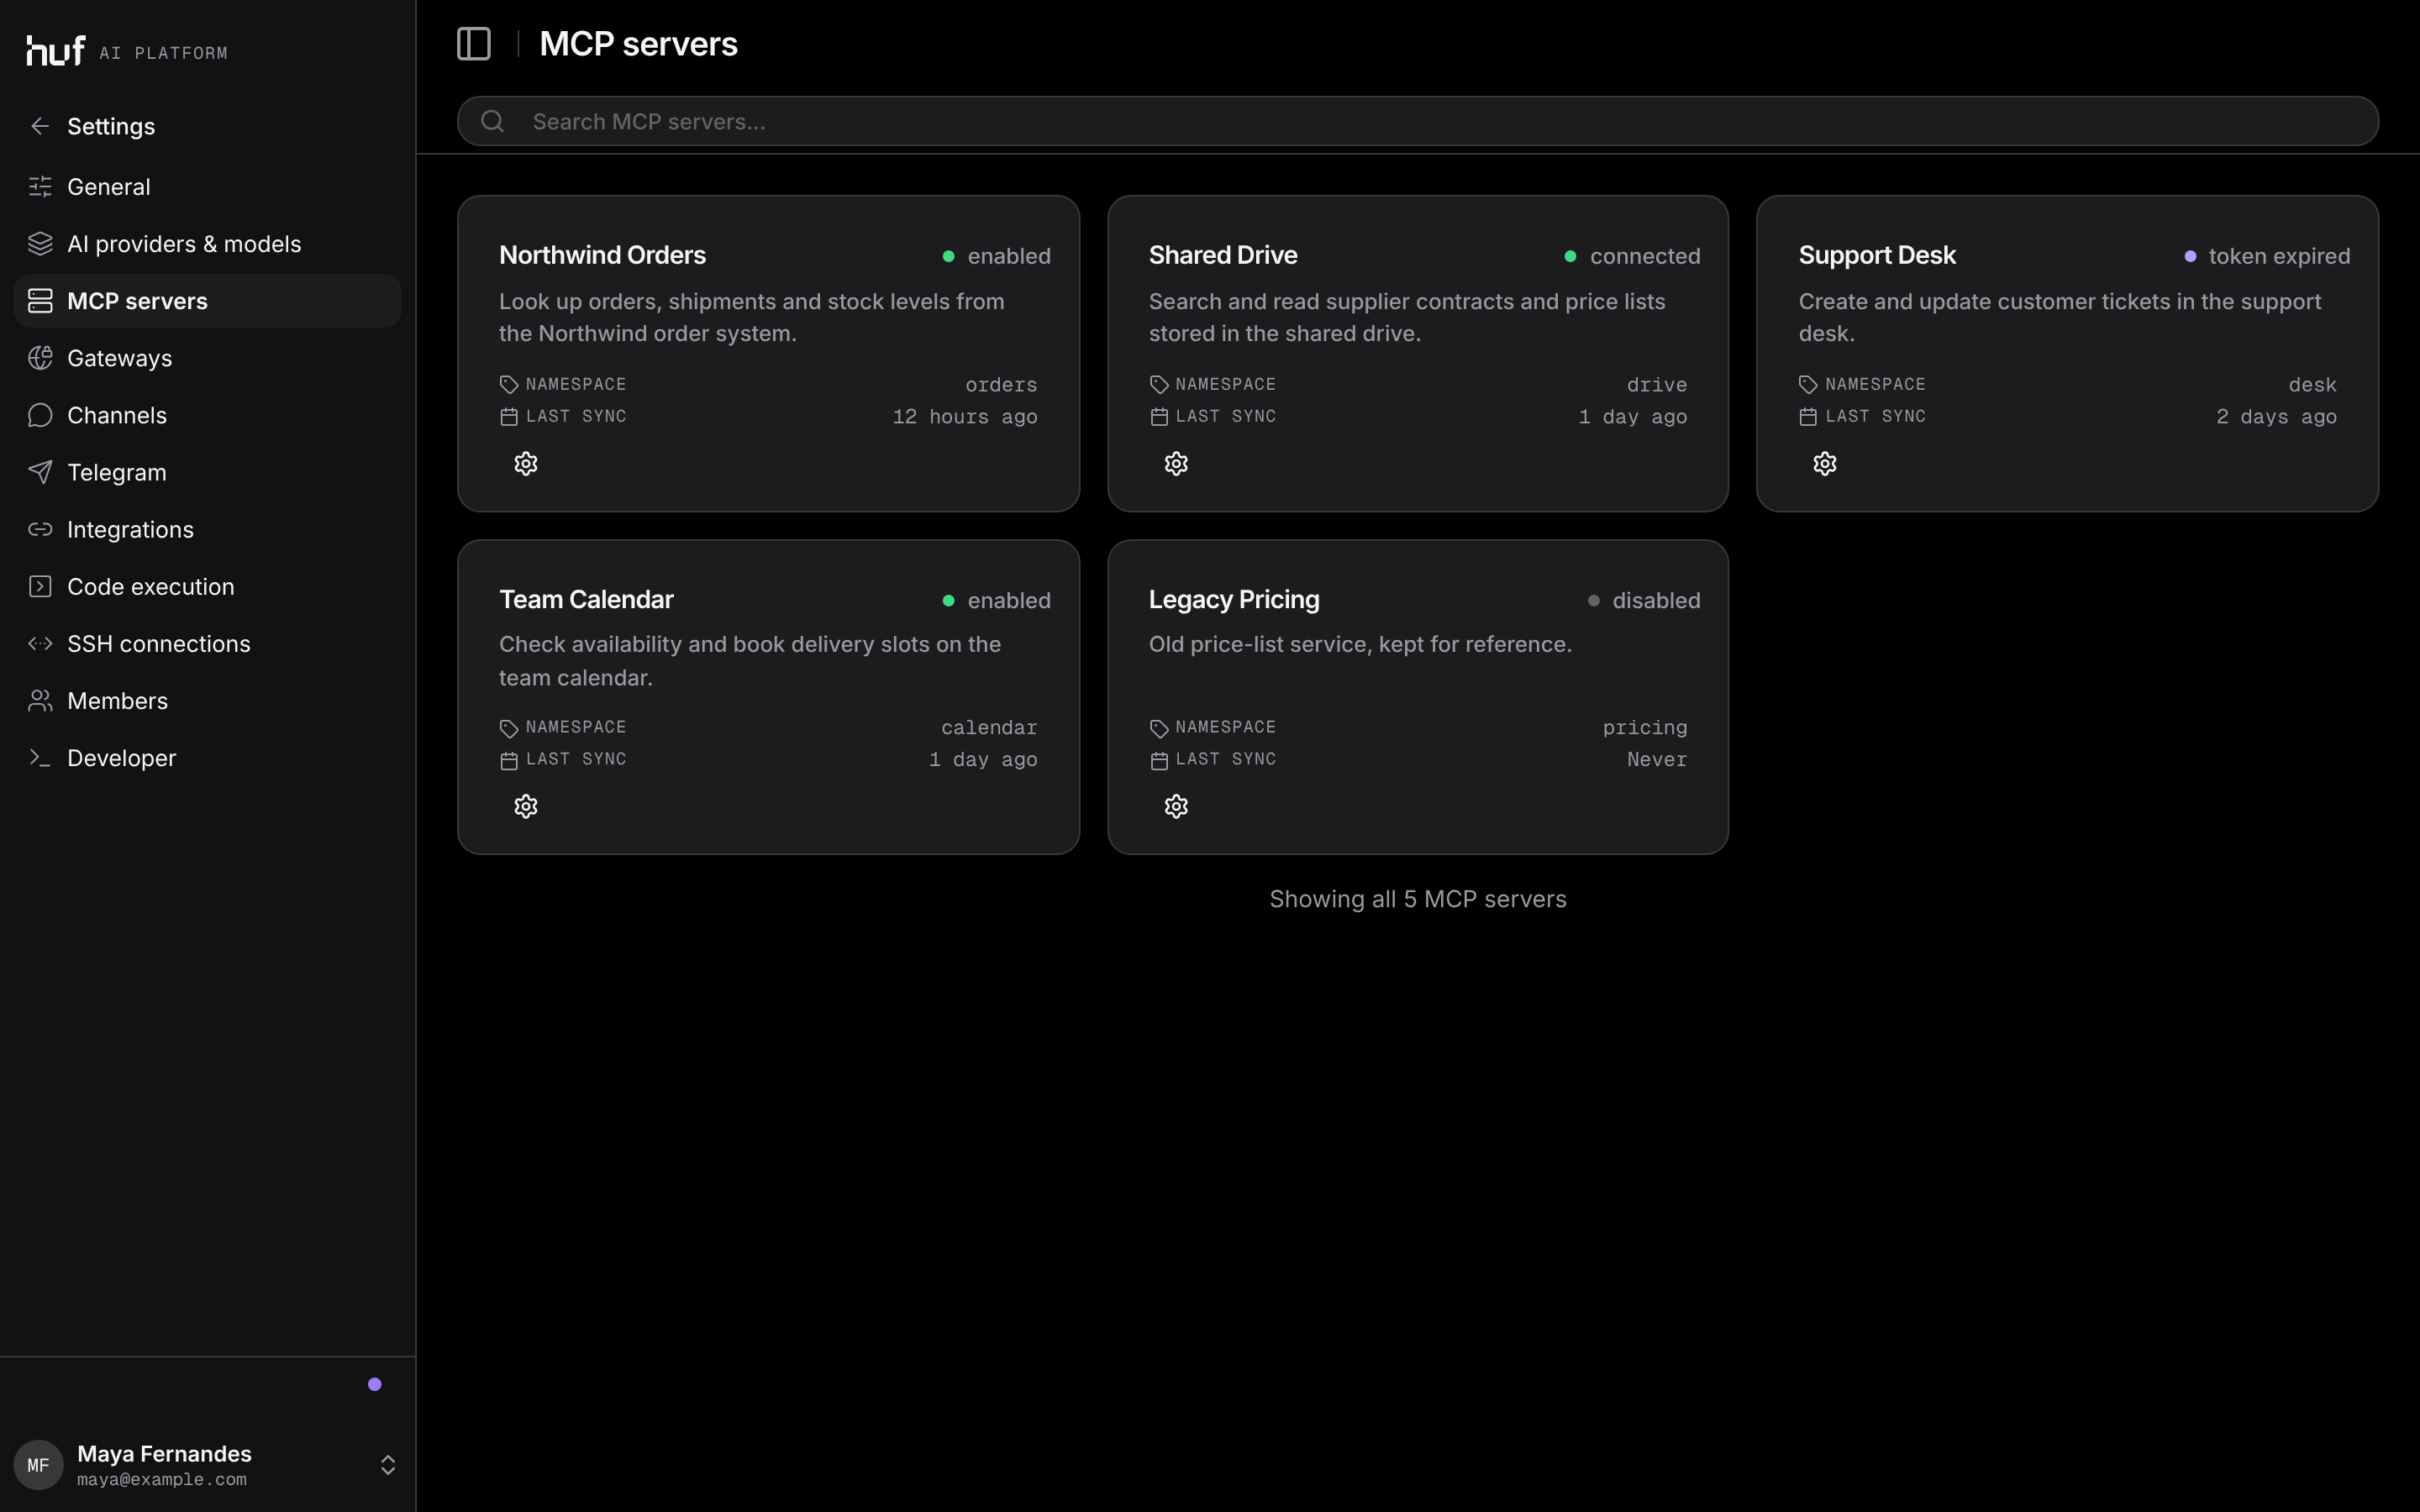 huf AI PLATFORM
Settings
General
AI providers & models
MCP servers
Gateways
Channels
Telegram
Integrations
Code execution
SSH connections
Members
Developer
MF
Maya Fernandes
maya@example.com
MCP servers
Search MCP servers...
Northwind Orders
enabled
Look up orders, shipments and stock levels from
the Northwind order system.
NAMESPACE orders
LAST SYNC 12 hours ago
Shared Drive
connected
Search and read supplier contracts and price lists
stored in the shared drive.
NAMESPACE drive
LAST SYNC 1 day ago
Support Desk
token expired
Create and update customer tickets in the support
desk.
NAMESPACE desk
LAST SYNC 2 days ago
Team Calendar
enabled
Check availability and book delivery slots on the
team calendar.
NAMESPACE calendar
LAST SYNC 1 day ago
Legacy Pricing
disabled
Old price-list service, kept for reference.
NAMESPACE pricing
LAST SYNC Never
Showing all 5 MCP servers